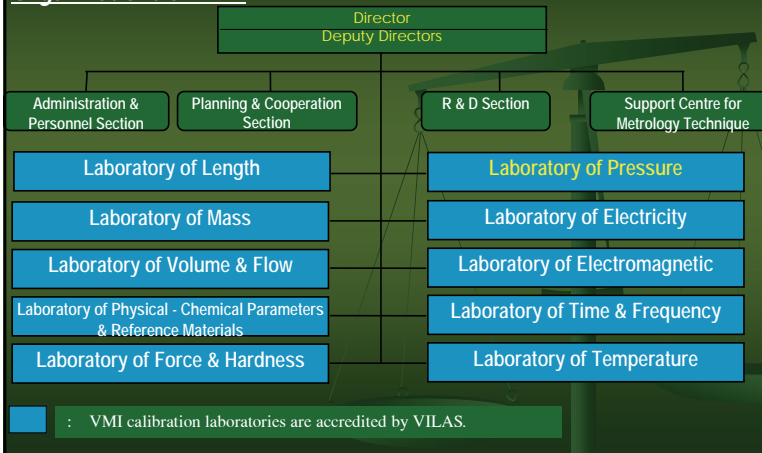 Director
Deputy Directors
Administration &
Personnel Section
Planning & Cooperation
Section
R & D Section
Support Centre for
Metrology Technique
Laboratory of Length
Laboratory of Pressure
Laboratory of Mass
Laboratory of Electricity
Laboratory of Volume & Flow
Laboratory of Electromagnetic
Laboratory of Physical - Chemical Parameters
& Reference Materials
Laboratory of Time & Frequency
Laboratory of Force & Hardness
Laboratory of Temperature
: VMI calibration laboratories are accredited by VILAS.